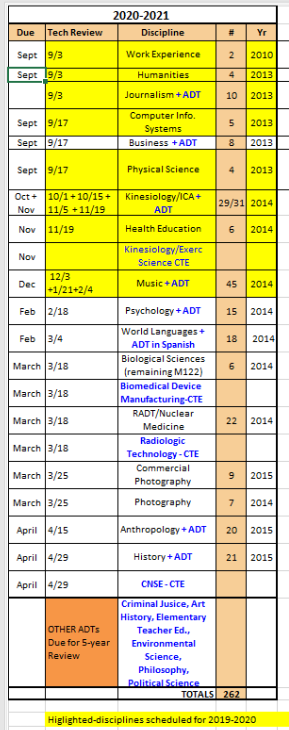 2020-2021
Due Tech Review Discipline # Yr
Sept 9/3 Work Experience 2 2010
Sept 9/3 Humanities 4 2013
9/3 Journalism + ADT 10 2013
Sept 9/17 Computer Info. Systems 5 2013
Sept 9/17 Business + ADT 8 2013
Sept 9/17 Physical Science 4 2013
Oct + Nov 10/1 + 10/15 + 11/5 + 11/19 Kinesiology/ICA + ADT 29/31 2014
Nov 11/19 Health Education 6 2014
Nov Kinesiology/Exerc Science CTE
Dec 12/3 +1/21+2/4 Music + ADT 45 2014
Feb 2/18 Psychology + ADT 15 2014
Feb 3/4 World Languages + ADT in Spanish 18 2014
March 3/18 Biological Sciences (remaining M122) 6 2014
Biomedical Device
March 3/18 Manufacturing-CTE
March 3/18 RADT/Nuclear Medicine 22 2014
March 3/18 Radiologic Technology - CTE
March 3/25 Commercial Photography 9 2015
March 3/25 Photography 7 2014
April 4/15 Anthropology + ADT 20 2015
April 4/29 History + ADT 21 2015
April 4/29 CNSE - CTE
OTHER ADTs Due for 5-year Review
Criminal Jusice, Art
History, Elementary
Teacher Ed.,
Environmental
Science,
Philosophy,
Political Science
TOTALS 262
Higlighted-disciplines scheduled for 2019-2020